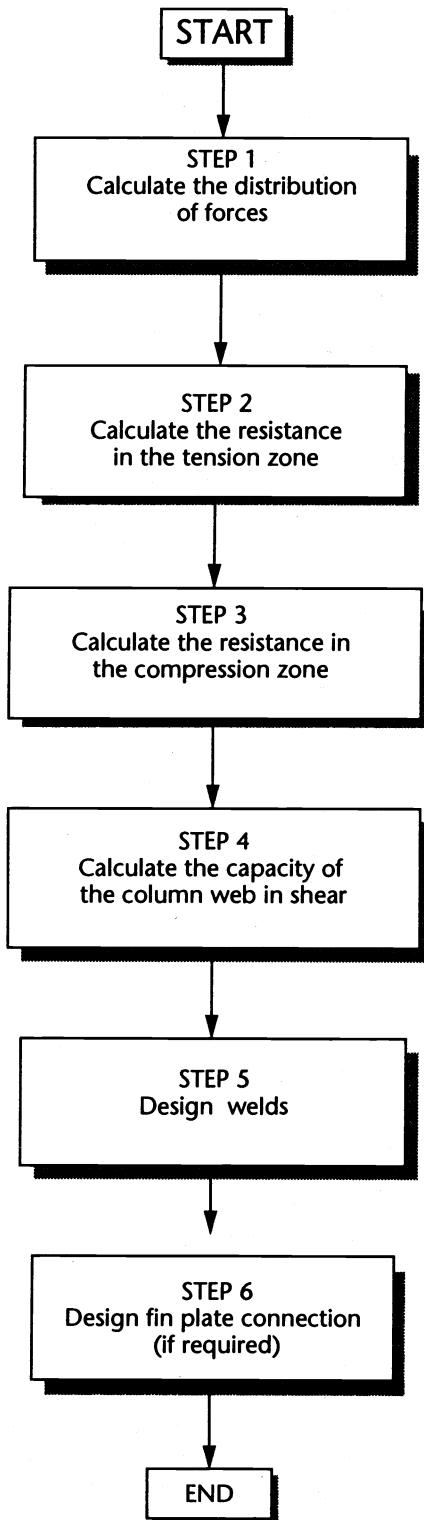 START
STEP 1
Calculate the distribution
of forces
STEP 2
Calculate the resistance
in the tension zone
STEP 3
Calculate the resistance in
the compression zone
STEP 4
Calculate the capacity of
the column web in shear
STEP 5
Design welds
STEP 6
Design fin plate connection
(if required)
END